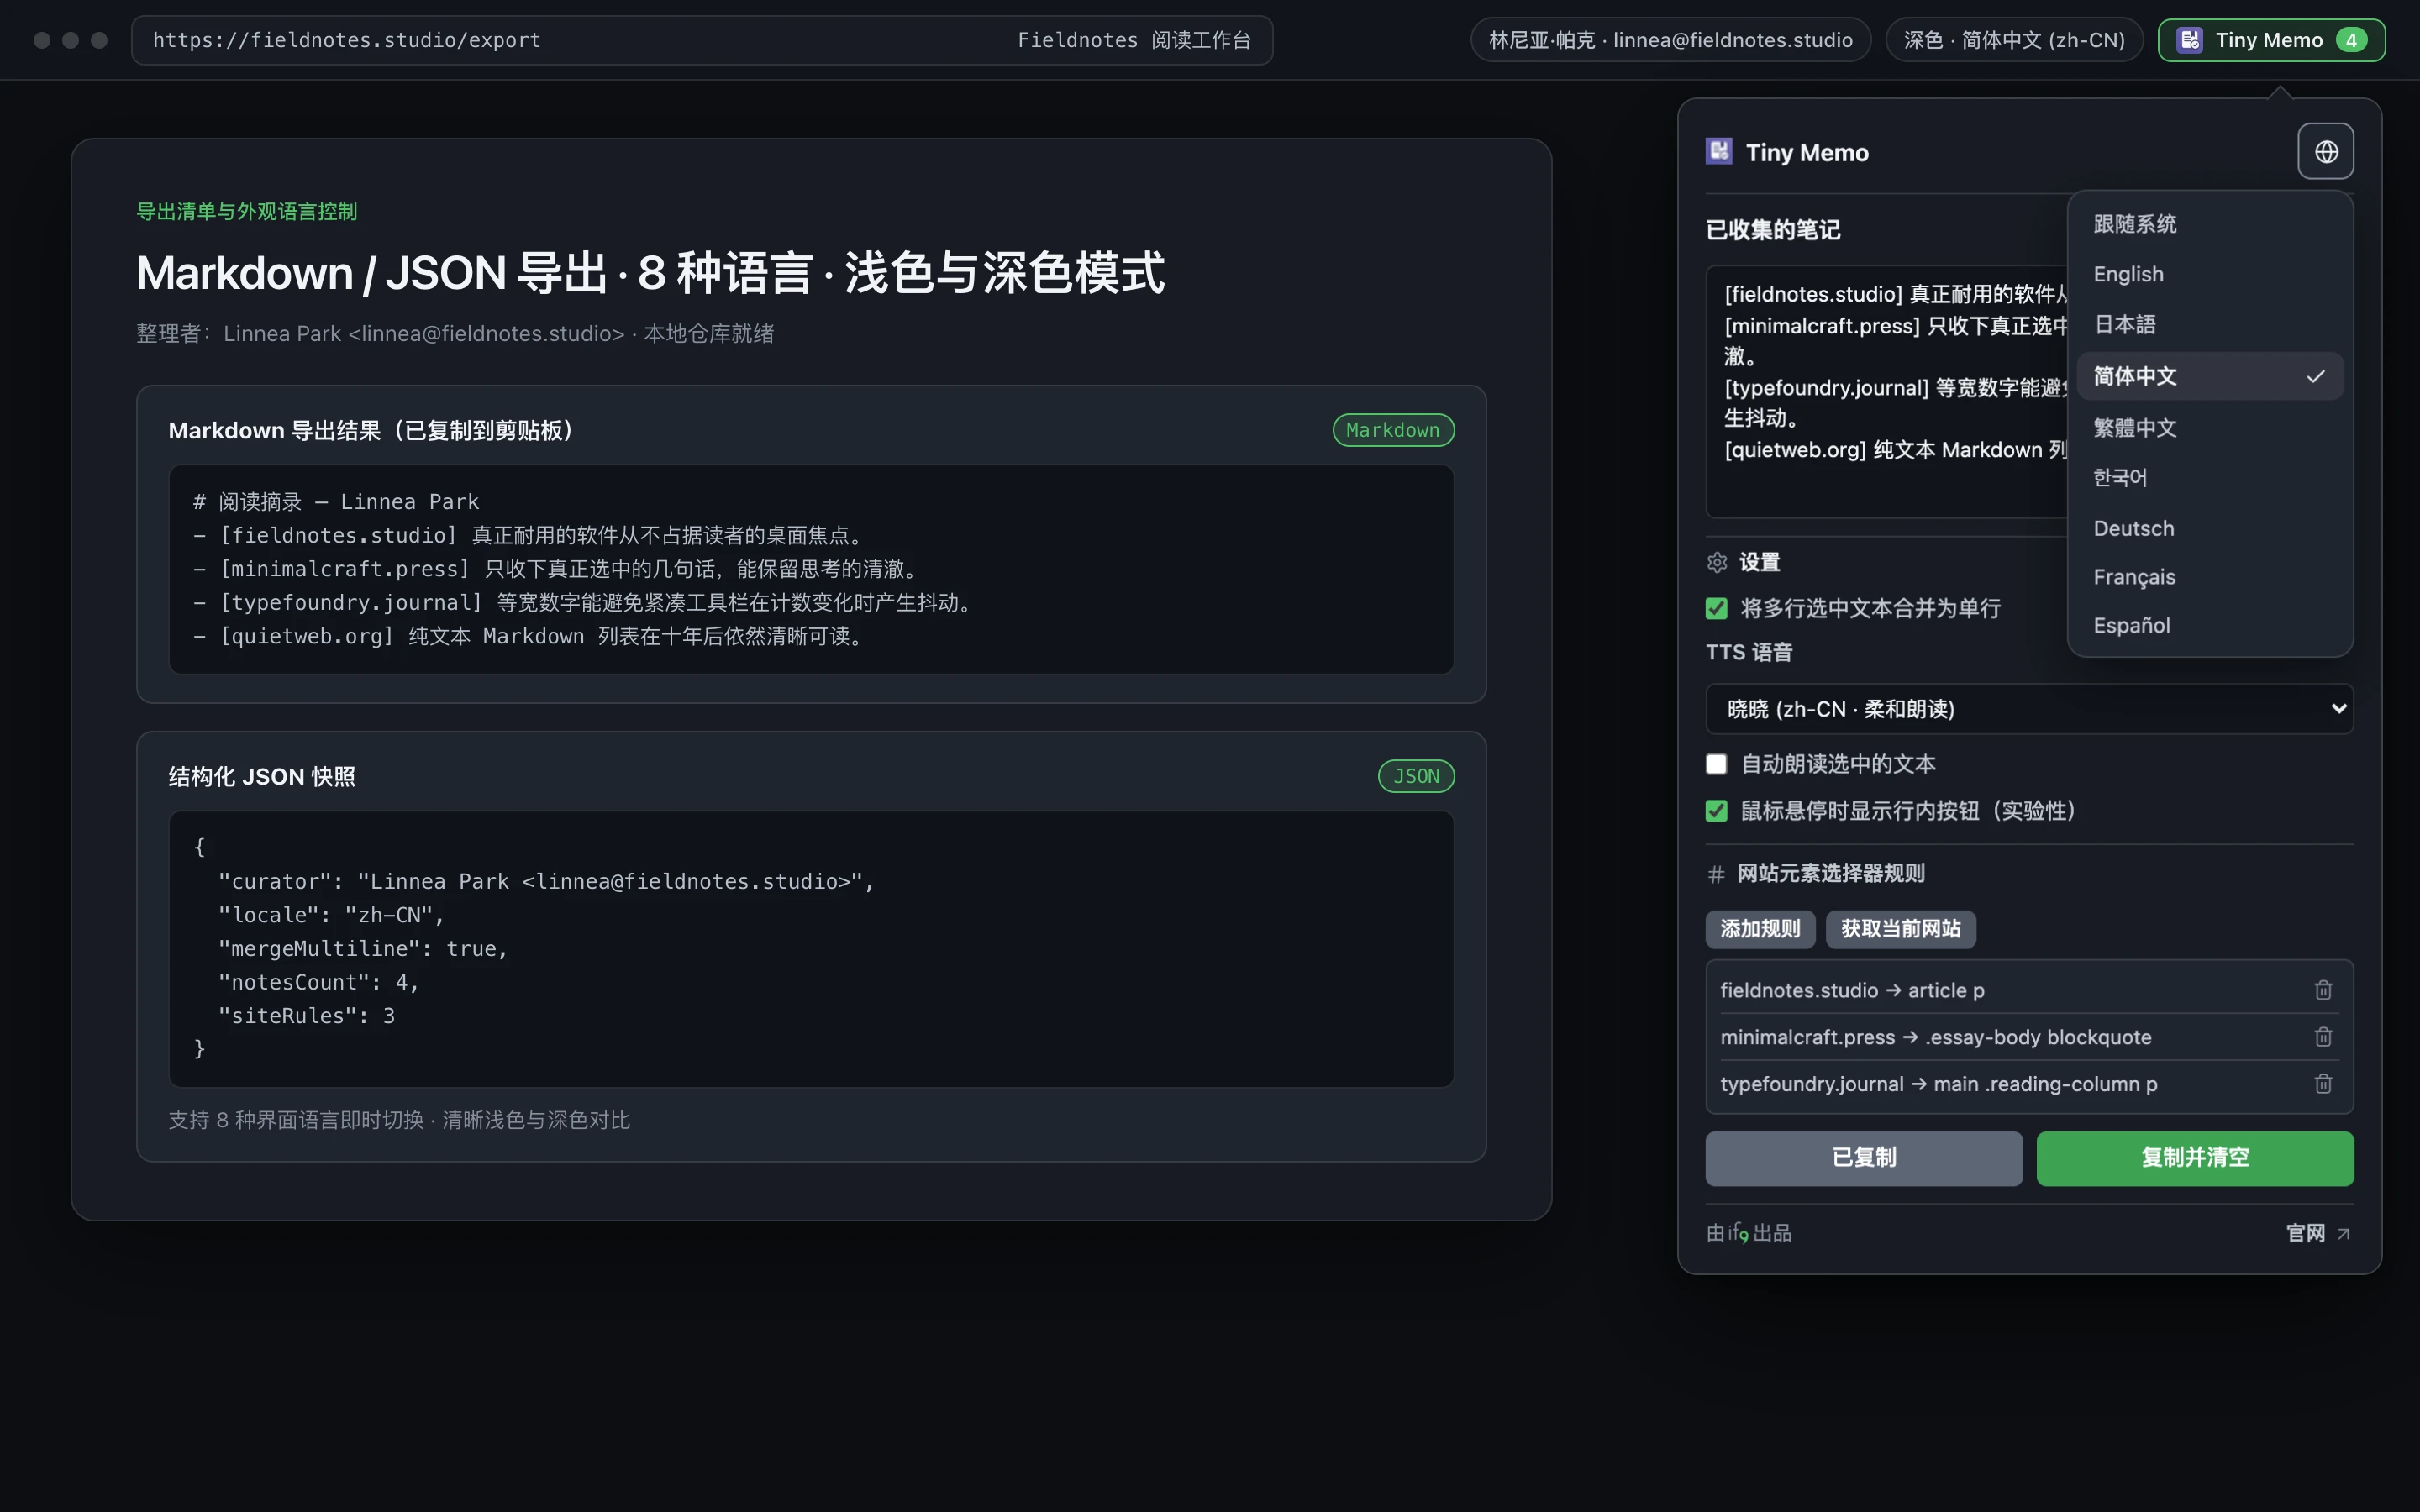 https://fieldnotes.studio/export
Fieldnotes 阅读工作台
林尼亚·帕克 · linnea@fieldnotes.studio
深色 · 简体中文 (zh-CN)
Tiny Memo 4
导出清单与外观语言控制
Markdown / JSON 导出 · 8 种语言 · 浅色与深色模式
整理者：Linnea Park <linnea@fieldnotes.studio> · 本地仓库就绪
Markdown 导出结果（已复制到剪贴板）
Markdown
# 阅读摘录 — Linnea Park
- [fieldnotes.studio] 真正耐用的软件从不占据读者的桌面焦点。
- [minimalcraft.press] 只收下真正选中的几句话，能保留思考的清澈。
- [typefoundry.journal] 等宽数字能避免紧凑工具栏在计数变化时产生抖动。
- [quietweb.org] 纯文本 Markdown 列表在十年后依然清晰可读。
结构化 JSON 快照
JSON
{
"curator": "Linnea Park <linnea@fieldnotes.studio>",
"locale": "zh-CN",
"mergeMultiline": true,
"notesCount": 4,
"siteRules": 3
}
支持 8 种界面语言即时切换 · 清晰浅色与深色对比
Tiny Memo
已收集的笔记
[fieldnotes.studio] 真正耐用的软件从
[minimalcraft.press] 只收下真正选中
澈。
[typefoundry.journal] 等宽数字能避免
生抖动。
[quietweb.org] 纯文本 Markdown 列
跟随系统
English
日本語
简体中文
繁體中文
한국어
Deutsch
Français
Español
设置
将多行选中文本合并为单行
TTS 语音
晓晓 (zh-CN · 柔和朗读)
自动朗读选中的文本
鼠标悬停时显示行内按钮（实验性）
# 网站元素选择器规则
添加规则
获取当前网站
fieldnotes.studio → article p
minimalcraft.press → .essay-body blockquote
typefoundry.journal → main .reading-column p
已复制
复制并清空
由 if9 出品
官网 ↗